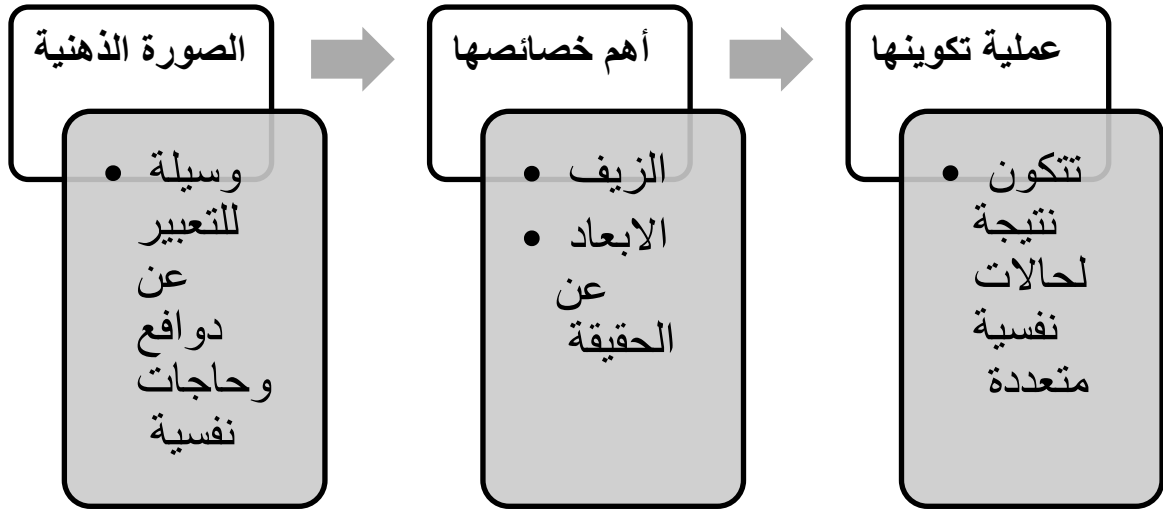 الصورة الذهنية
• وسيلة
للتعبير
عن
دوافع
وحاجات
نفسية
أهم خصائصها
• الزيف
• الابعاد
عن
الحقيقة
عملية تكوينها
• تتكون
نتيجة
لحالات
نفسية
متعددة